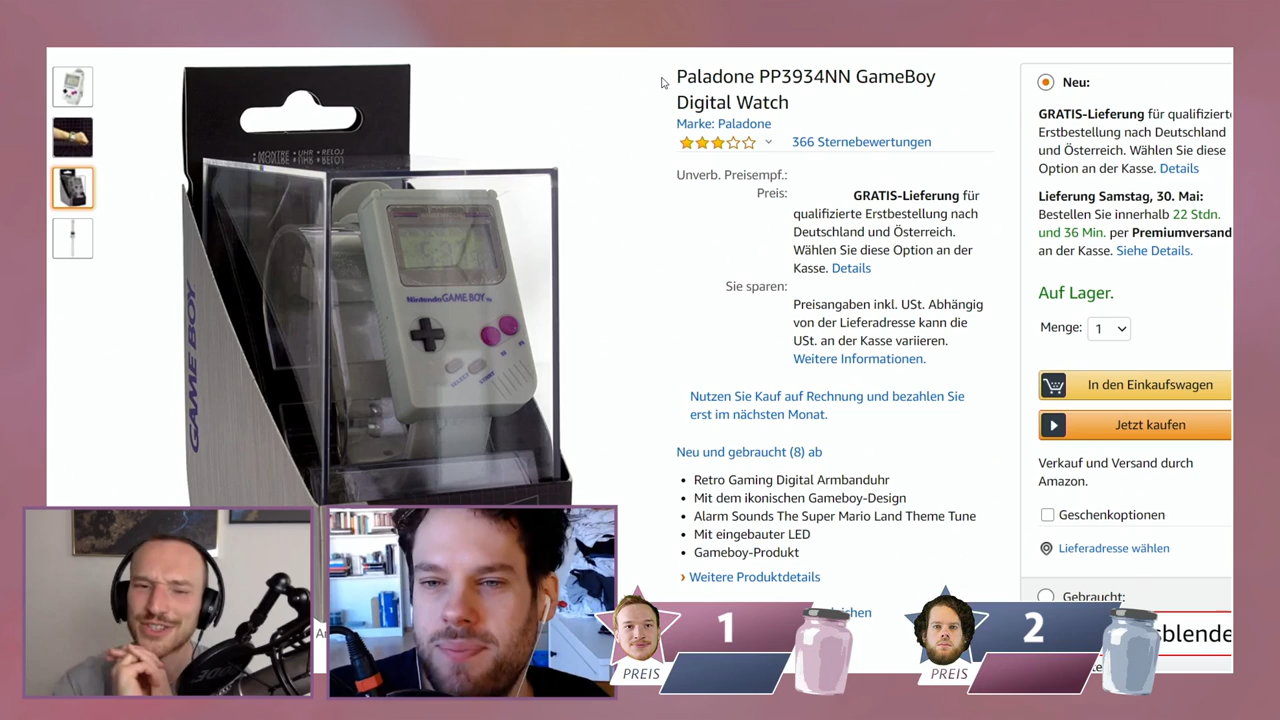 Paladone PP3934NN GameBoy
Digital Watch
Marke: Paladone
366 Sternebewertungen
Unverb. Preisempf.:
Preis:
GRATIS-Lieferung für
qualifizierte Erstbestellung nach
Deutschland und Österreich.
Wählen Sie diese Option an der
Kasse. Details
Sie sparen:
Preisangaben inkl. USt. Abhängig
von der Lieferadresse kann die
USt. an der Kasse variieren.
Weitere Informationen.
Nutzen Sie Kauf auf Rechnung und bezahlen Sie
erst im nächsten Monat.
Neu und gebraucht (8) ab
• Retro Gaming Digital Armbanduhr
• Mit dem ikonischen Gameboy-Design
• Alarm Sounds The Super Mario Land Theme Tune
• Mit eingebauter LED
• Gameboy-Produkt
› Weitere Produktdetails
Neu:
GRATIS-Lieferung für qualifizierte
Erstbestellung nach Deutschland
und Österreich. Wählen Sie diese
Option an der Kasse. Details
Lieferung Samstag, 30. Mai:
Bestellen Sie innerhalb 22 Stdn.
und 36 Min. per Premiumversand
an der Kasse. Siehe Details.
Auf Lager.
Menge: 1
In den Einkaufswagen
Jetzt kaufen
Verkauf und Versand durch
Amazon.
Geschenkoptionen
Lieferadresse wählen
Gebraucht:
• MONTRE • UHR • RELOJ
GAME BOY
Nintendo GAME BOY
SELECT
START
1
PREIS
2
PREIS